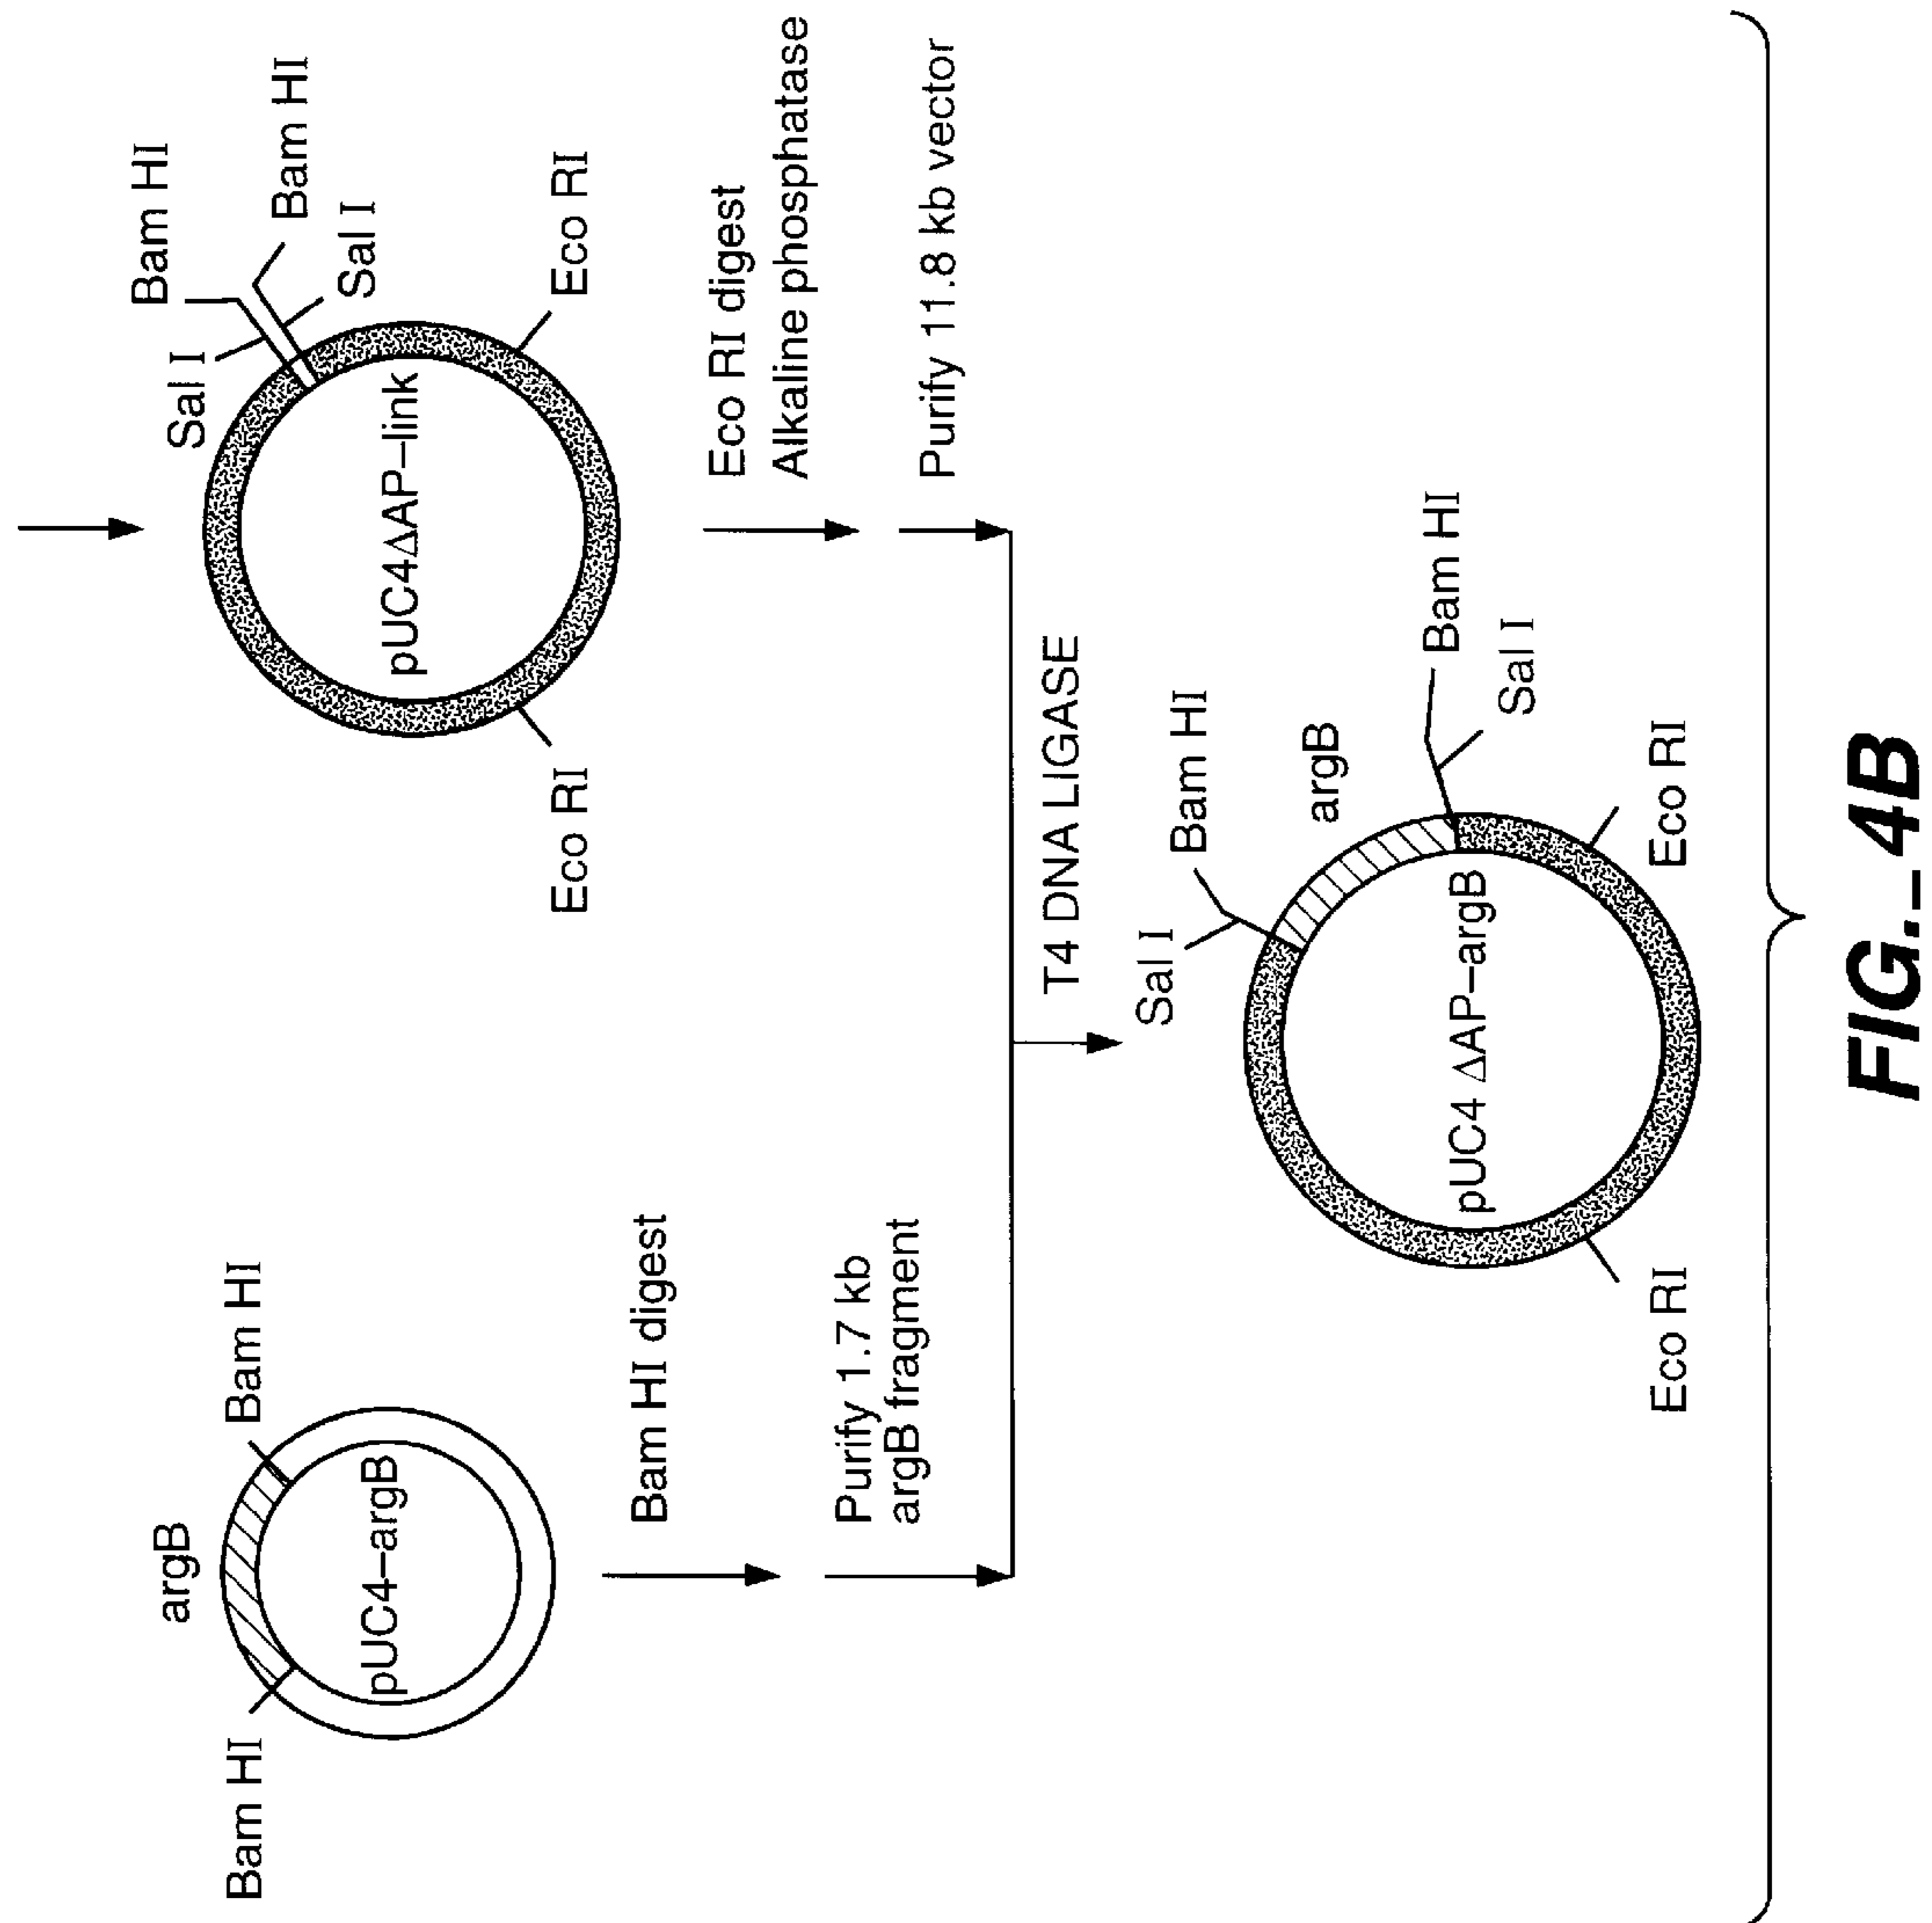 argB
Bam HI
Bam HI
pUC4–argB
Bam HI digest
Purify 1.7 kb
argB fragment
Bam HI
Sal I
Bam HI
Sal I
pUC4ΔAP–link
Eco RI
Eco RI
Eco RI digest
Alkaline phosphatase
Purify 11.8 kb vector
T4 DNA LIGASE
Sal I
Bam HI
argB
Bam HI
Sal I
pUC4 ΔAP–argB
Eco RI
Eco RI
FIG.– 4B